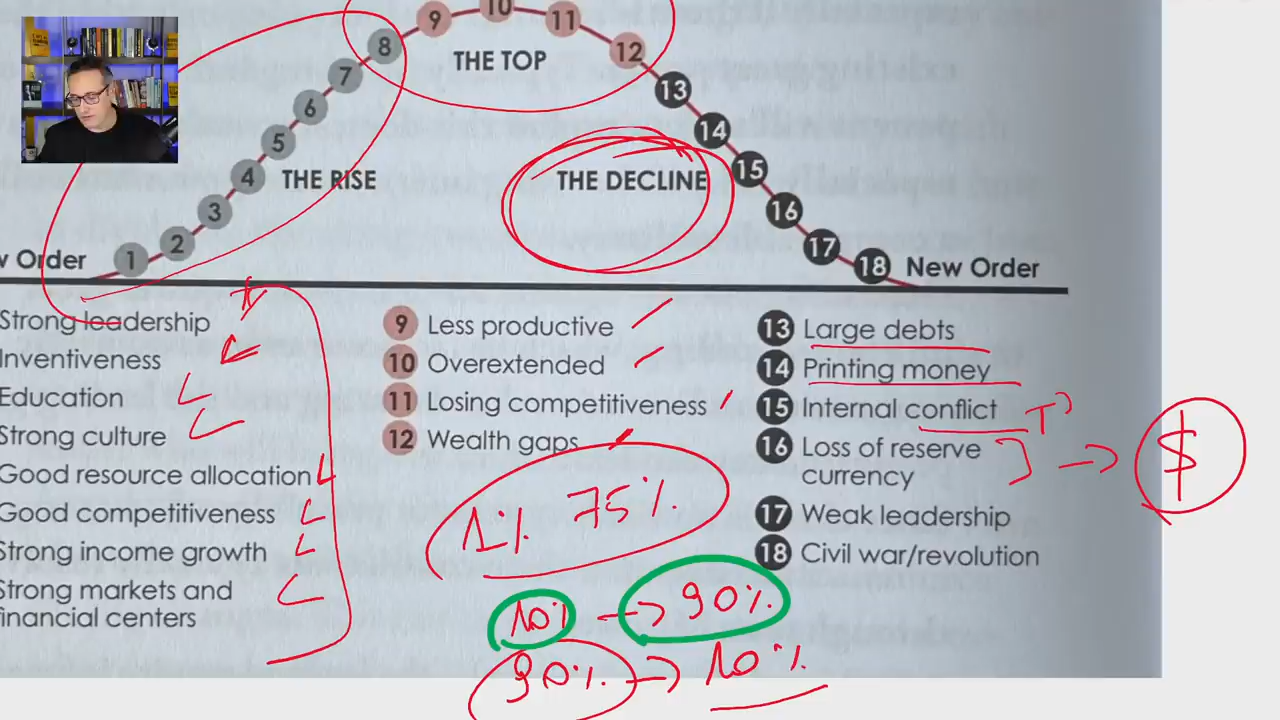 9 10 11
8 THE TOP 12
7 13
6 14
5 15
4 THE RISE THE DECLINE
3 16
2 17
w Order 1 18 New Order
Strong leadership
Inventiveness
Education
Strong culture
Good resource allocation
Good competitiveness
Strong income growth
Strong markets and
financial centers
9 Less productive
10 Overextended
11 Losing competitiveness
12 Wealth gaps
1% 75%
10% → 90%
90% → 10%
13 Large debts
14 Printing money
15 Internal conflict
16 Loss of reserve
currency
→ $
17 Weak leadership
18 Civil war/revolution